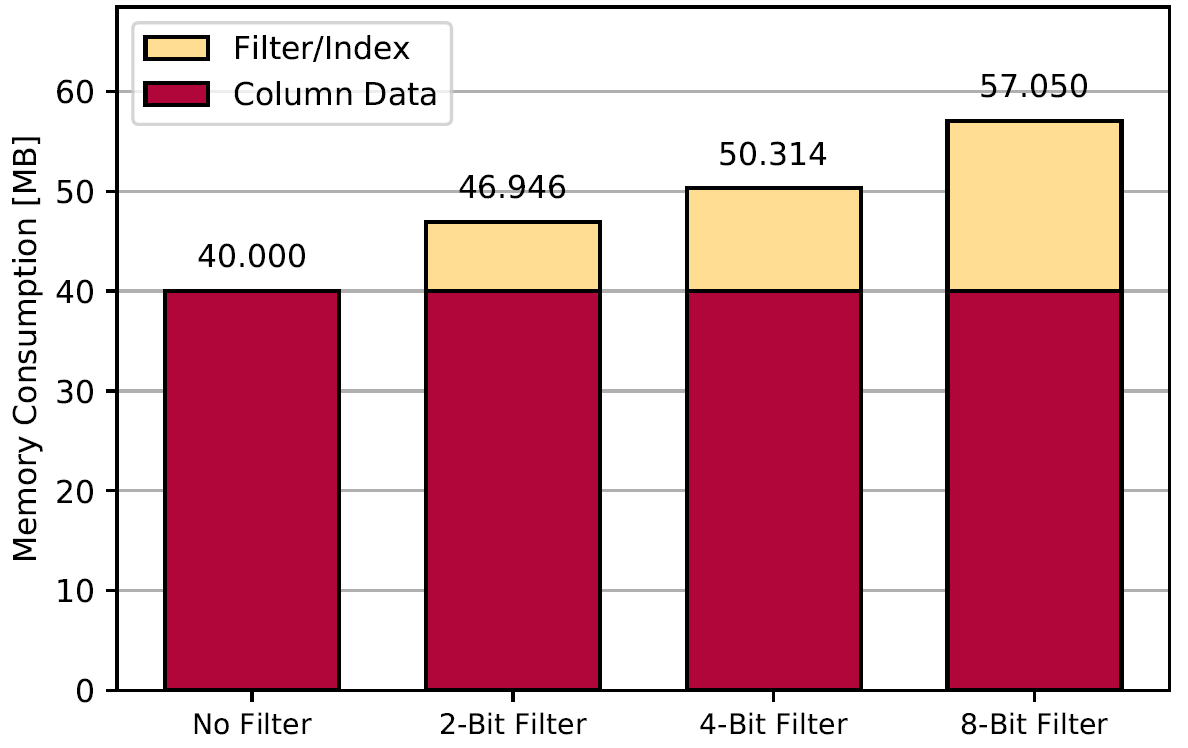 Filter/Index
Column Data
Memory Consumption [MB]
60
50
40
30
20
10
0
40.000
46.946
50.314
57.050
No Filter
2-Bit Filter
4-Bit Filter
8-Bit Filter